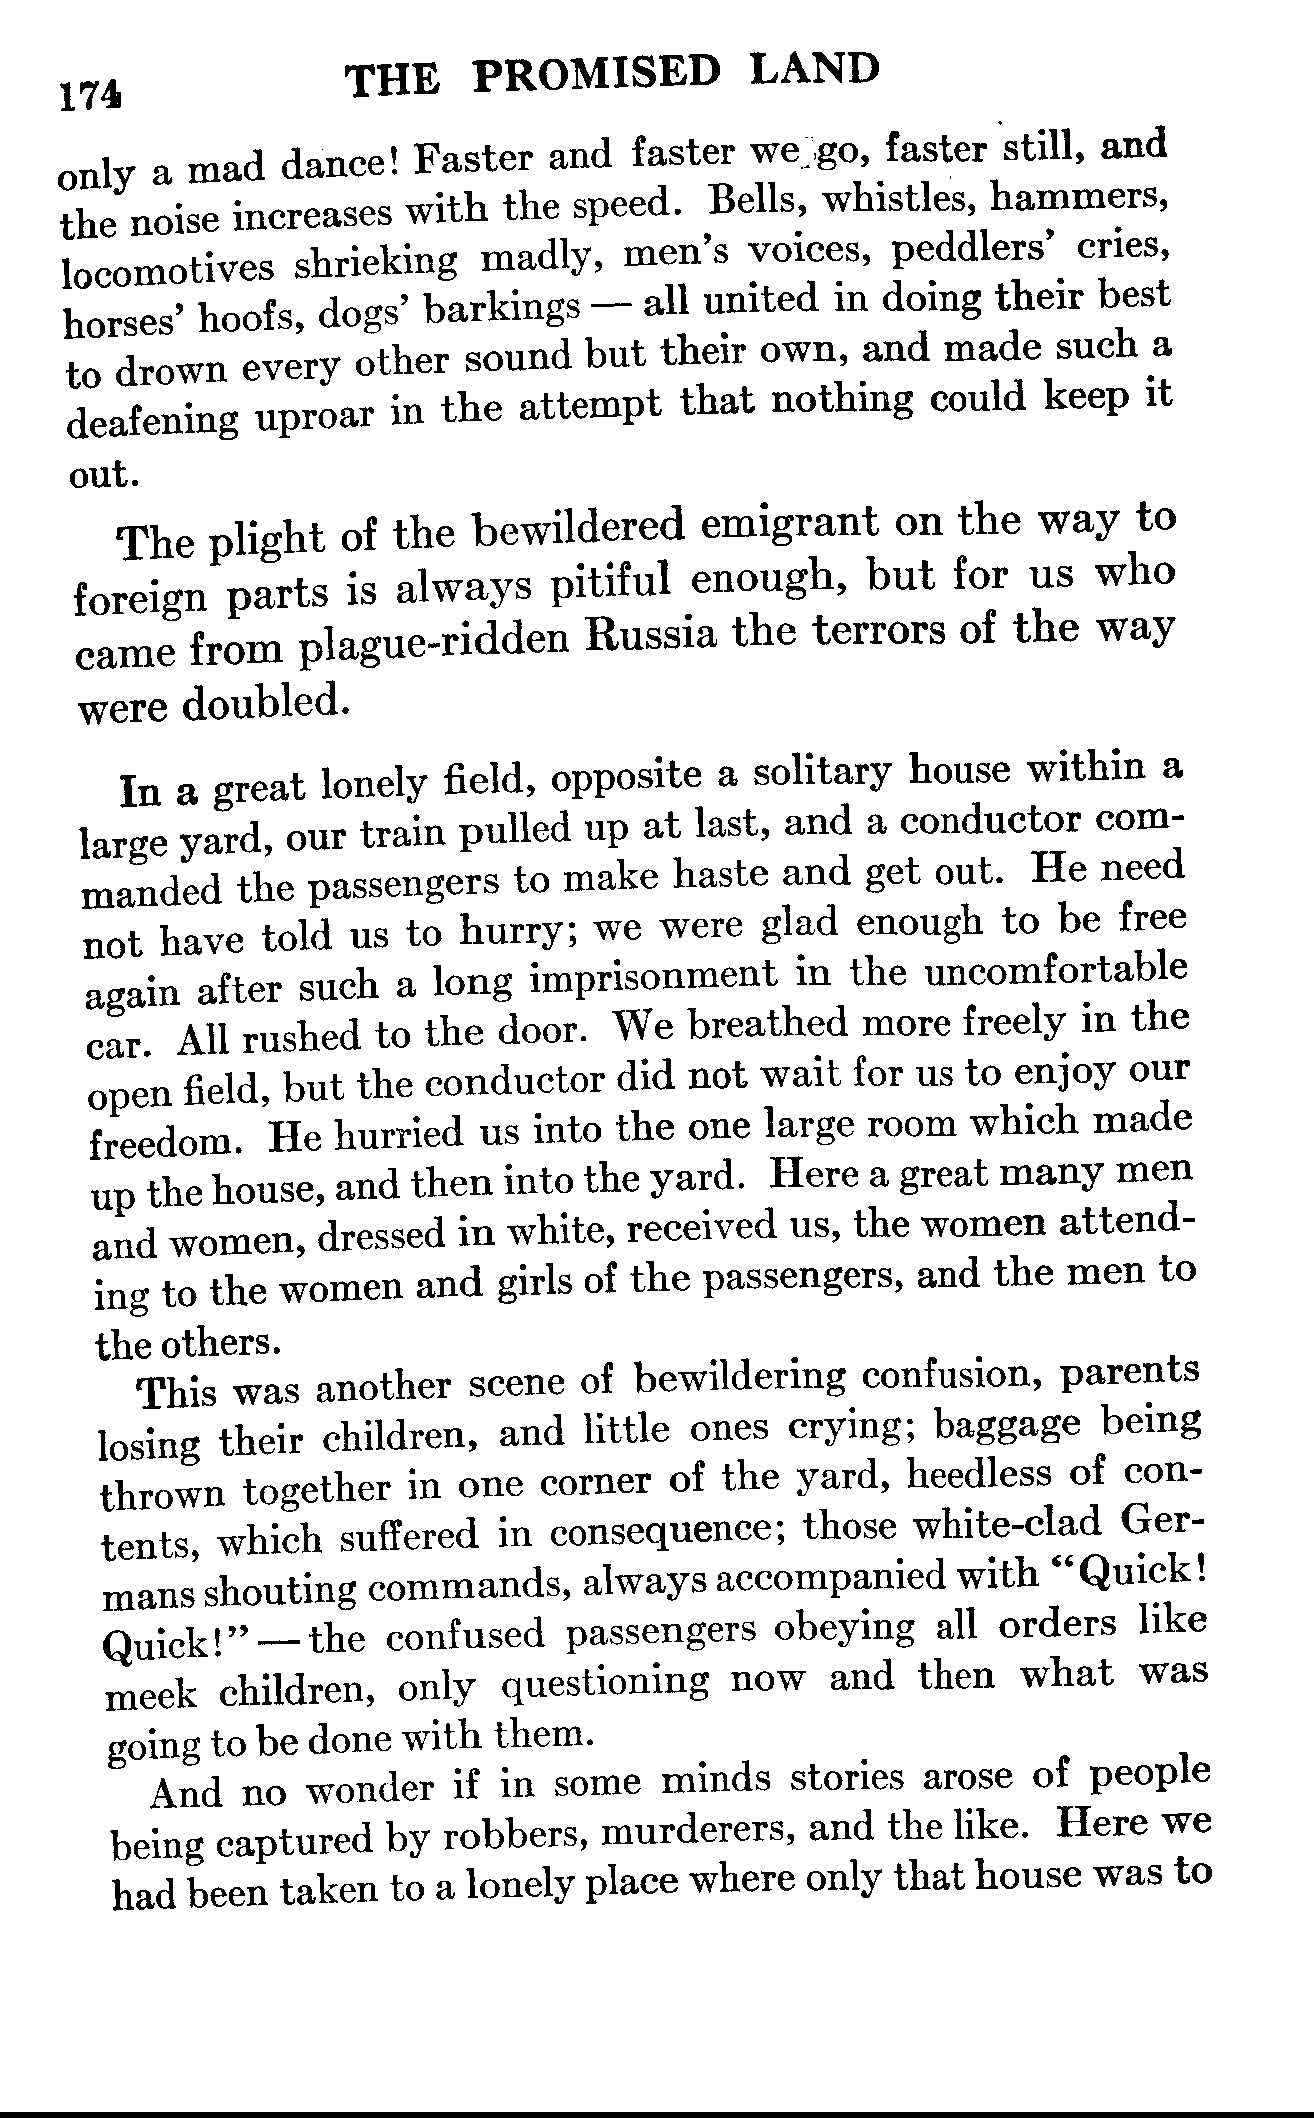 174 THE PROMISED LAND
only a mad dance! Faster and faster we go, faster still, and
the noise increases with the speed. Bells, whistles, hammers,
locomotives shrieking madly, men's voices, peddlers' cries,
horses' hoofs, dogs' barkings — all united in doing their best
to drown every other sound but their own, and made such a
deafening uproar in the attempt that nothing could keep it
out.
The plight of the bewildered emigrant on the way to
foreign parts is always pitiful enough, but for us who
came from plague-ridden Russia the terrors of the way
were doubled.
In a great lonely field, opposite a solitary house within a
large yard, our train pulled up at last, and a conductor com-
manded the passengers to make haste and get out. He need
not have told us to hurry; we were glad enough to be free
again after such a long imprisonment in the uncomfortable
car. All rushed to the door. We breathed more freely in the
open field, but the conductor did not wait for us to enjoy our
freedom. He hurried us into the one large room which made
up the house, and then into the yard. Here a great many men
and women, dressed in white, received us, the women attend-
ing to the women and girls of the passengers, and the men to
the others.
This was another scene of bewildering confusion, parents
losing their children, and little ones crying; baggage being
thrown together in one corner of the yard, heedless of con-
tents, which suffered in consequence; those white-clad Ger-
mans shouting commands, always accompanied with "Quick!
Quick!" — the confused passengers obeying all orders like
meek children, only questioning now and then what was
going to be done with them.
And no wonder if in some minds stories arose of people
being captured by robbers, murderers, and the like. Here we
had been taken to a lonely place where only that house was to